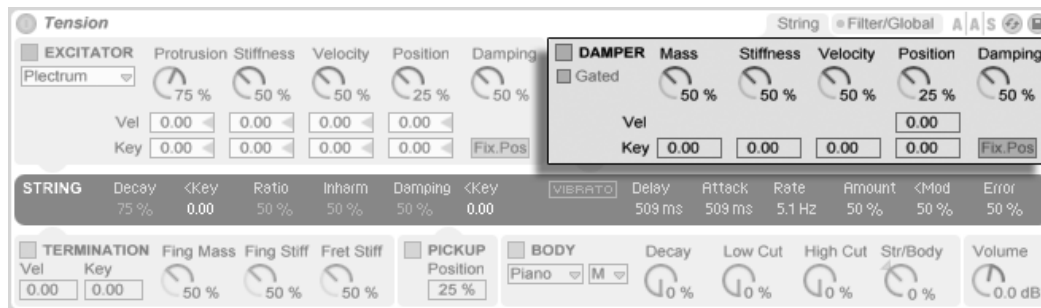 Tension String Filter/Global A A S
EXCITATOR Protrusion Stiffness Velocity Position Damping
Plectrum 75 % 50 % 50 % 25 % 50 %
Vel 0.00 0.00 0.00 0.00
Key 0.00 0.00 0.00 0.00 Fix.Pos
DAMPER Mass Stiffness Velocity Position Damping
Gated 50 % 50 % 50 % 25 % 50 %
Vel 0.00
Key 0.00 0.00 0.00 0.00 Fix.Pos
STRING Decay <Key Ratio Inharm Damping <Key VIBRATO Delay Attack Rate Amount <Mod Error
75 % 0.00 50 % 50 % 50 % 0.00 509 ms 509 ms 5.1 Hz 50 % 50 % 50 %
TERMINATION Fing Mass Fing Stiff Fret Stiff
Vel Key
0.00 0.00 50 % 50 % 50 %
PICKUP
Position
25 %
BODY Decay Low Cut High Cut Str/Body Volume
Piano M 0 % 0 % 0 % 0 % 0.0 dB